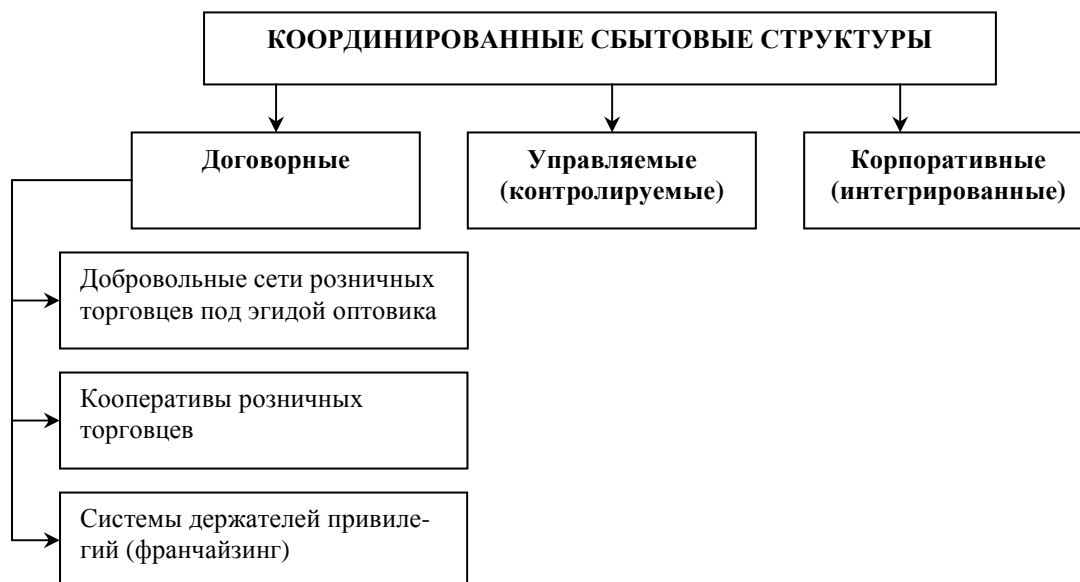 КООРДИНИРОВАННЫЕ СБЫТОВЫЕ СТРУКТУРЫ
Договорные
Управляемые
(контролируемые)
Корпоративные
(интегрированные)
Добровольные сети розничных
торговцев под эгидой оптовика
Кооперативы розничных
торговцев
Системы держателей привиле-
гий (франчайзинг)